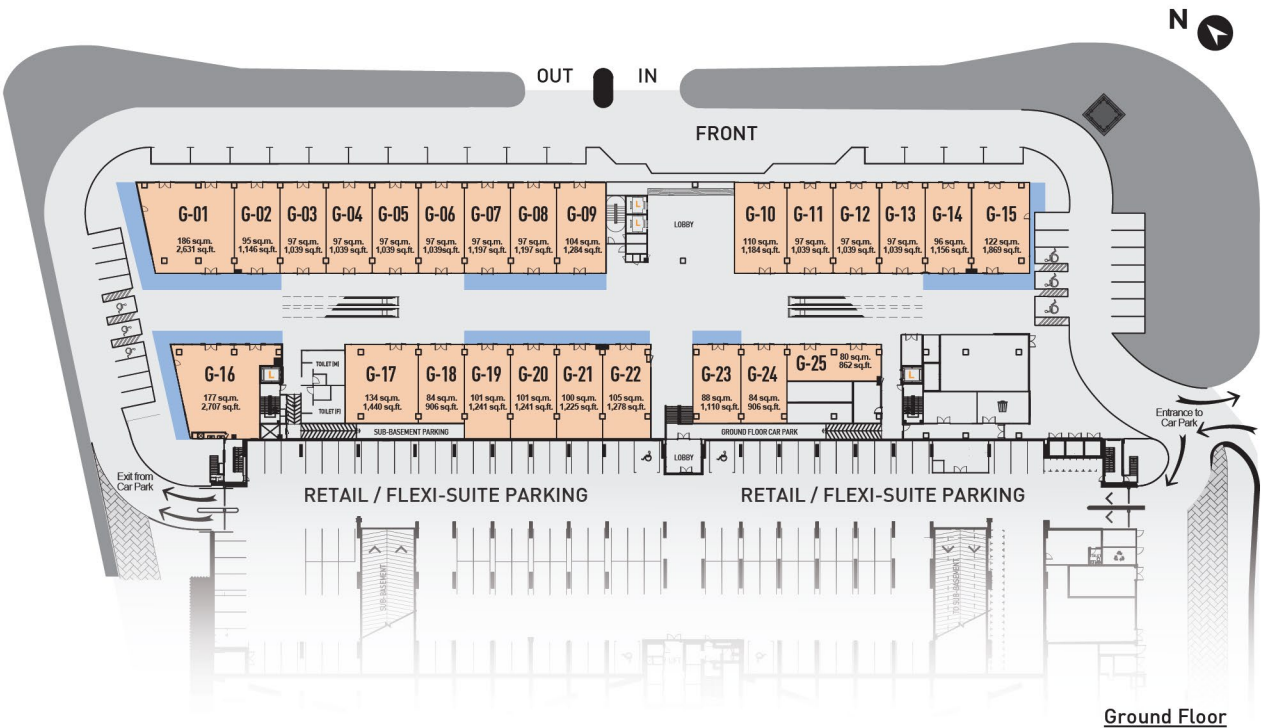 N
OUT
IN
FRONT
G-01
186 sq.m.
2,631 sq.ft.
G-02
95 sq.m.
1,146 sq.ft.
G-03
97 sq.m.
1,039 sq.ft.
G-04
97 sq.m.
1,039 sq.ft.
G-05
97 sq.m.
1,039 sq.ft.
G-06
97 sq.m.
1,039sq.ft.
G-07
97 sq.m.
1,197 sq.ft.
G-08
97 sq.m.
1,197 sq.ft.
G-09
104 sq.m.
1,284 sq.ft.
L
L
LOBBY
G-10
110 sq.m.
1,184 sq.ft.
G-11
97 sq.m.
1,039 sq.ft.
G-12
97 sq.m.
1,039 sq.ft.
G-13
97 sq.m.
1,039 sq.ft.
G-14
96 sq.m.
1,156 sq.ft.
G-15
122 sq.m.
1,869 sq.ft.
G-16
177 sq.m.
2,707 sq.ft.
L
TOILET (M)
TOILET (F)
G-17
134 sq.m.
1,440 sq.ft.
G-18
84 sq.m.
906 sq.ft.
G-19
101 sq.m.
1,241 sq.ft.
G-20
101 sq.m.
1,241 sq.ft.
G-21
100 sq.m.
1,225 sq.ft.
G-22
105 sq.m.
1,278 sq.ft.
G-23
88 sq.m.
1,110 sq.ft.
G-24
84 sq.m.
906 sq.ft.
G-25
80 sq.m.
862 sq.ft.
L
SUB-BASEMENT PARKING
GROUND FLOOR CAR PARK
LOBBY
Entrance to
Car Park
Exit from
Car Park
RETAIL / FLEXI-SUITE PARKING
RETAIL / FLEXI-SUITE PARKING
SUB-BASEMENT
TO SUB-BASEMENT
Ground Floor